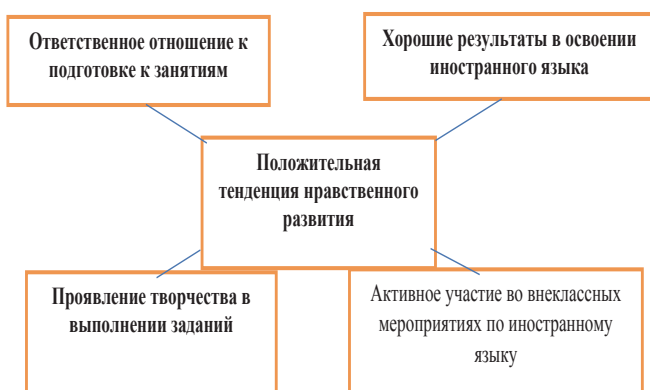 Ответственное отношение к
подготовке к занятиям
Хорошие результаты в освоении
иностранного языка
Положительная
тенденция нравственного
развития
Проявление творчества в
выполнении заданий
Активное участие во внеклассных
мероприятиях по иностранному
языку